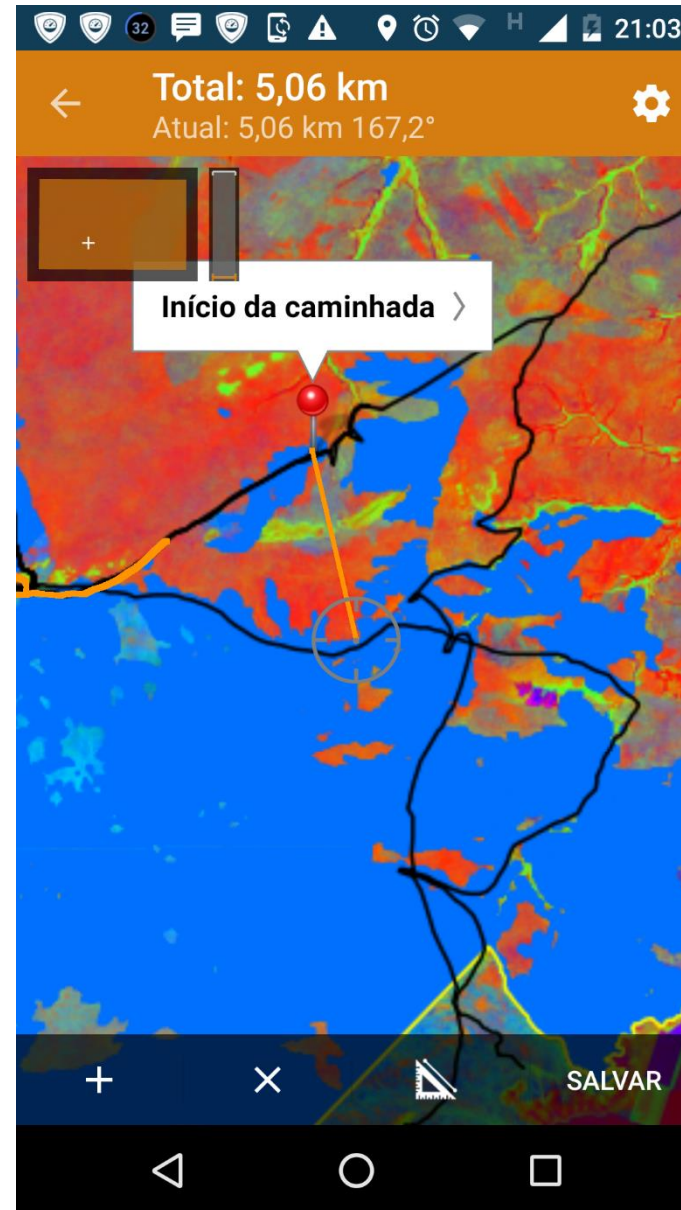 32
H
21:03
Total: 5,06 km
Atual: 5,06 km 167,2°
Início da caminhada
SALVAR